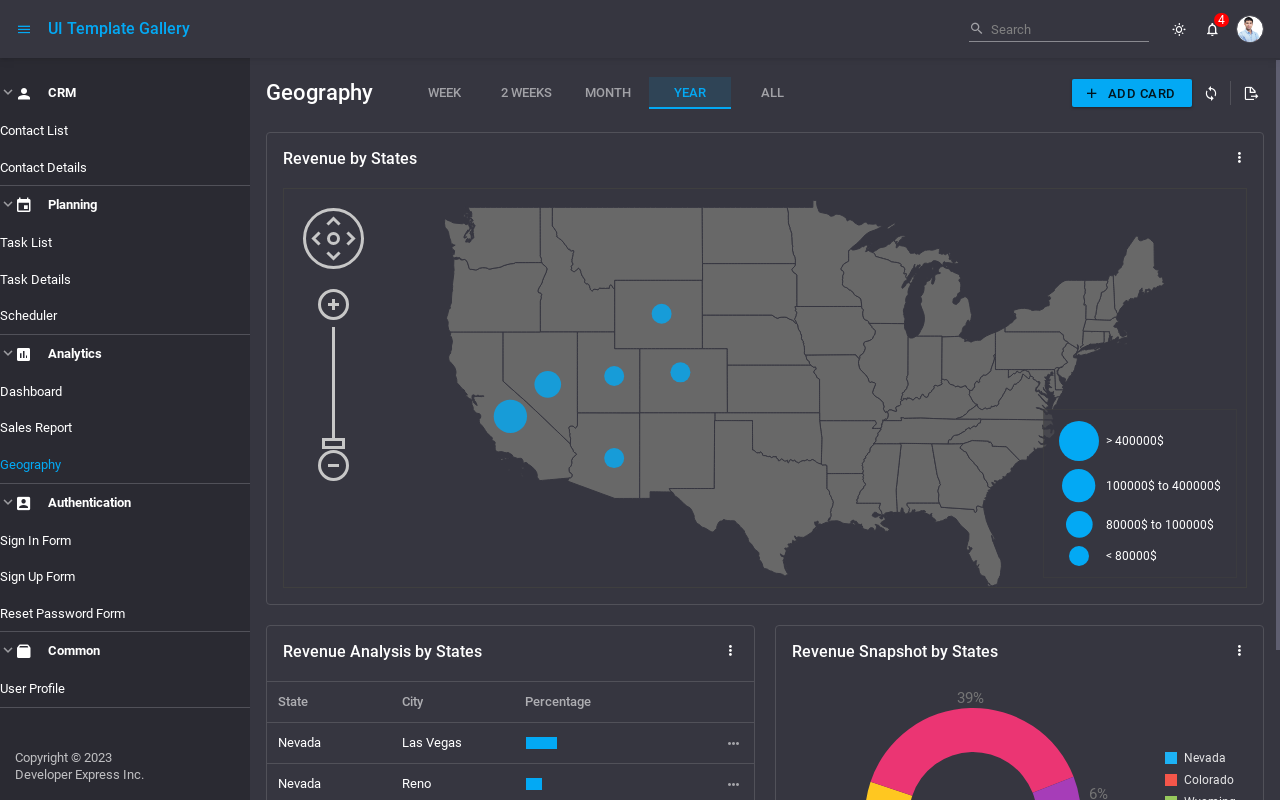 UI Template Gallery
Search
4
CRM
Contact List
Contact Details
Planning
Task List
Task Details
Scheduler
Analytics
Dashboard
Sales Report
Geography
Authentication
Sign In Form
Sign Up Form
Reset Password Form
Common
User Profile
Copyright © 2023
Developer Express Inc.
Geography
WEEK
2 WEEKS
MONTH
YEAR
ALL
ADD CARD
Revenue by States
> 400000$
100000$ to 400000$
80000$ to 100000$
< 80000$
Revenue Analysis by States
State City Percentage
Nevada Las Vegas
Nevada Reno
Revenue Snapshot by States
39%
6%
Nevada
Colorado
Wyoming